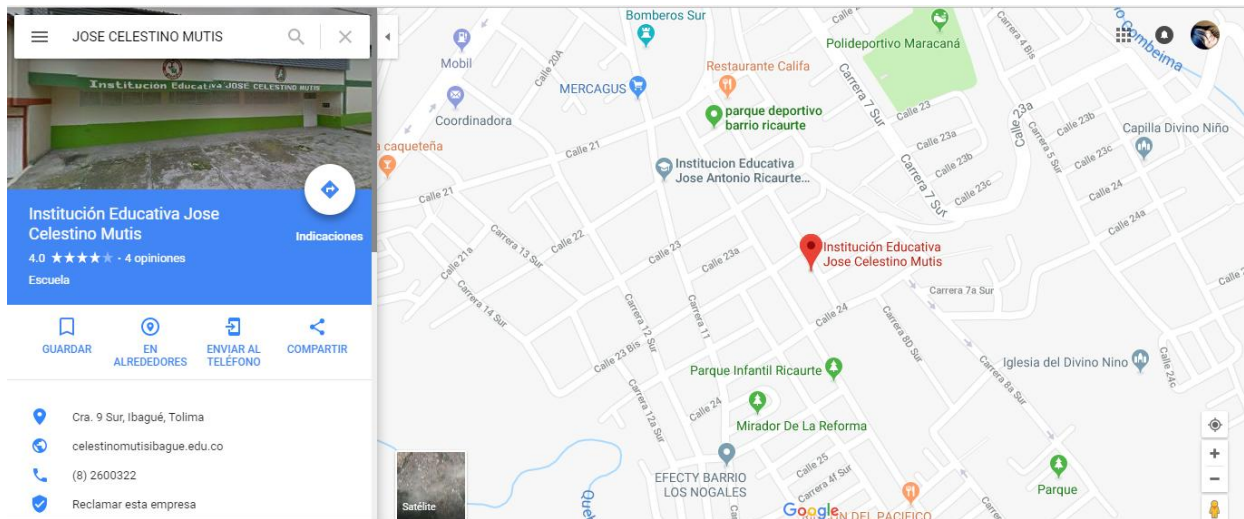 JOSE CELESTINO MUTIS
Institución Educativa JOSE CELESTINO MUTIS
Institución Educativa Jose
Celestino Mutis
Indicaciones
4.0 ★★★★★ · 4 opiniones
Escuela
GUARDAR
EN
ALREDEDORES
ENVIAR AL
TELÉFONO
COMPARTIR
Cra. 9 Sur, Ibagué, Tolima
celestinomutisibague.edu.co
(8) 2600322
Reclamar esta empresa
Bomberos Sur
Mobil
Calle 20A
MERCAGUS
Coordinadora
Restaurante Califa
Polideportivo Maracaná
Combeima
Carrera 4 Bis
parque deportivo
barrio ricaurte
Carrera 7 Sur
Calle 23
Calle 23a
Calle 23a
Calle 23b
Capilla Divino Niño
a caqueteña
Calle 21
Institucion Educativa
Jose Antonio Ricaurte...
Calle 23b
Carrera 5 Sur
Calle 23c
Calle 21
Calle 23c
Carrera 7 Sur
Calle 24
Calle 24a
Carrera 13 Sur
Calle 22
Calle 23
Calle 23a
Institución Educativa
Jose Celestino Mutis
Calle 21a
Carrera 14 Sur
Carrera 12 Sur
Carrera 11
Carrera 7a Sur
Calle 24
Calle 23 Bis
Carrera 8D Sur
Parque Infantil Ricaurte
Iglesia del Divino Nino
Calle 24c
Carrera 8a Sur
Carrera 12a Sur
Calle 24
Mirador De La Reforma
Calle 25
Carrera 4f Sur
EFECTY BARRIO
LOS NOGALES
Parque
Satélite
Google
DEL PACIFICO